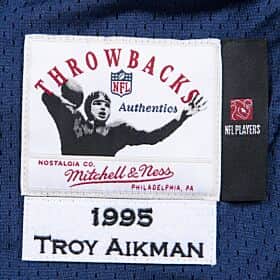 THROWBACKS
NFL
Authentics
NOSTALGIA CO.
Mitchell & Ness
PHILADELPHIA, PA
NFL PLAYERS
1995
TROY AIKMAN